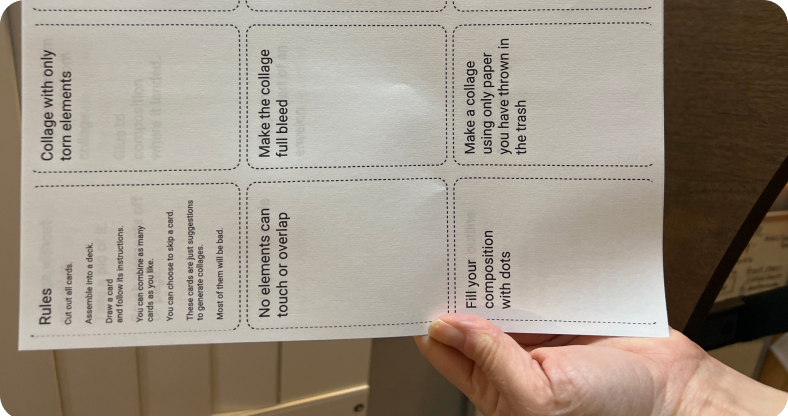 Rules
Cut out all cards.
Assemble into a deck.
Draw a card
and follow its instructions.
You can combine as many
cards as you like.
You can choose to skip a card.
These cards are just suggestions
to generate collages.
Most of them will be bad.
Collage with only
torn elements
No elements can
touch or overlap
Make the collage
full bleed
Fill your
composition
with dots
Make a collage
using only paper
you have thrown in
the trash